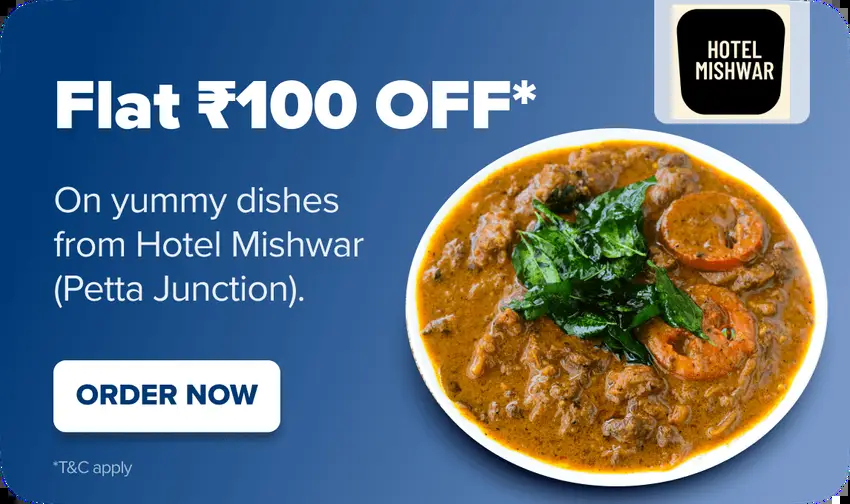 HOTEL
MISHWAR
Flat ₹100 OFF*
On yummy dishes
from Hotel Mishwar
(Petta Junction).
ORDER NOW
*T&C apply